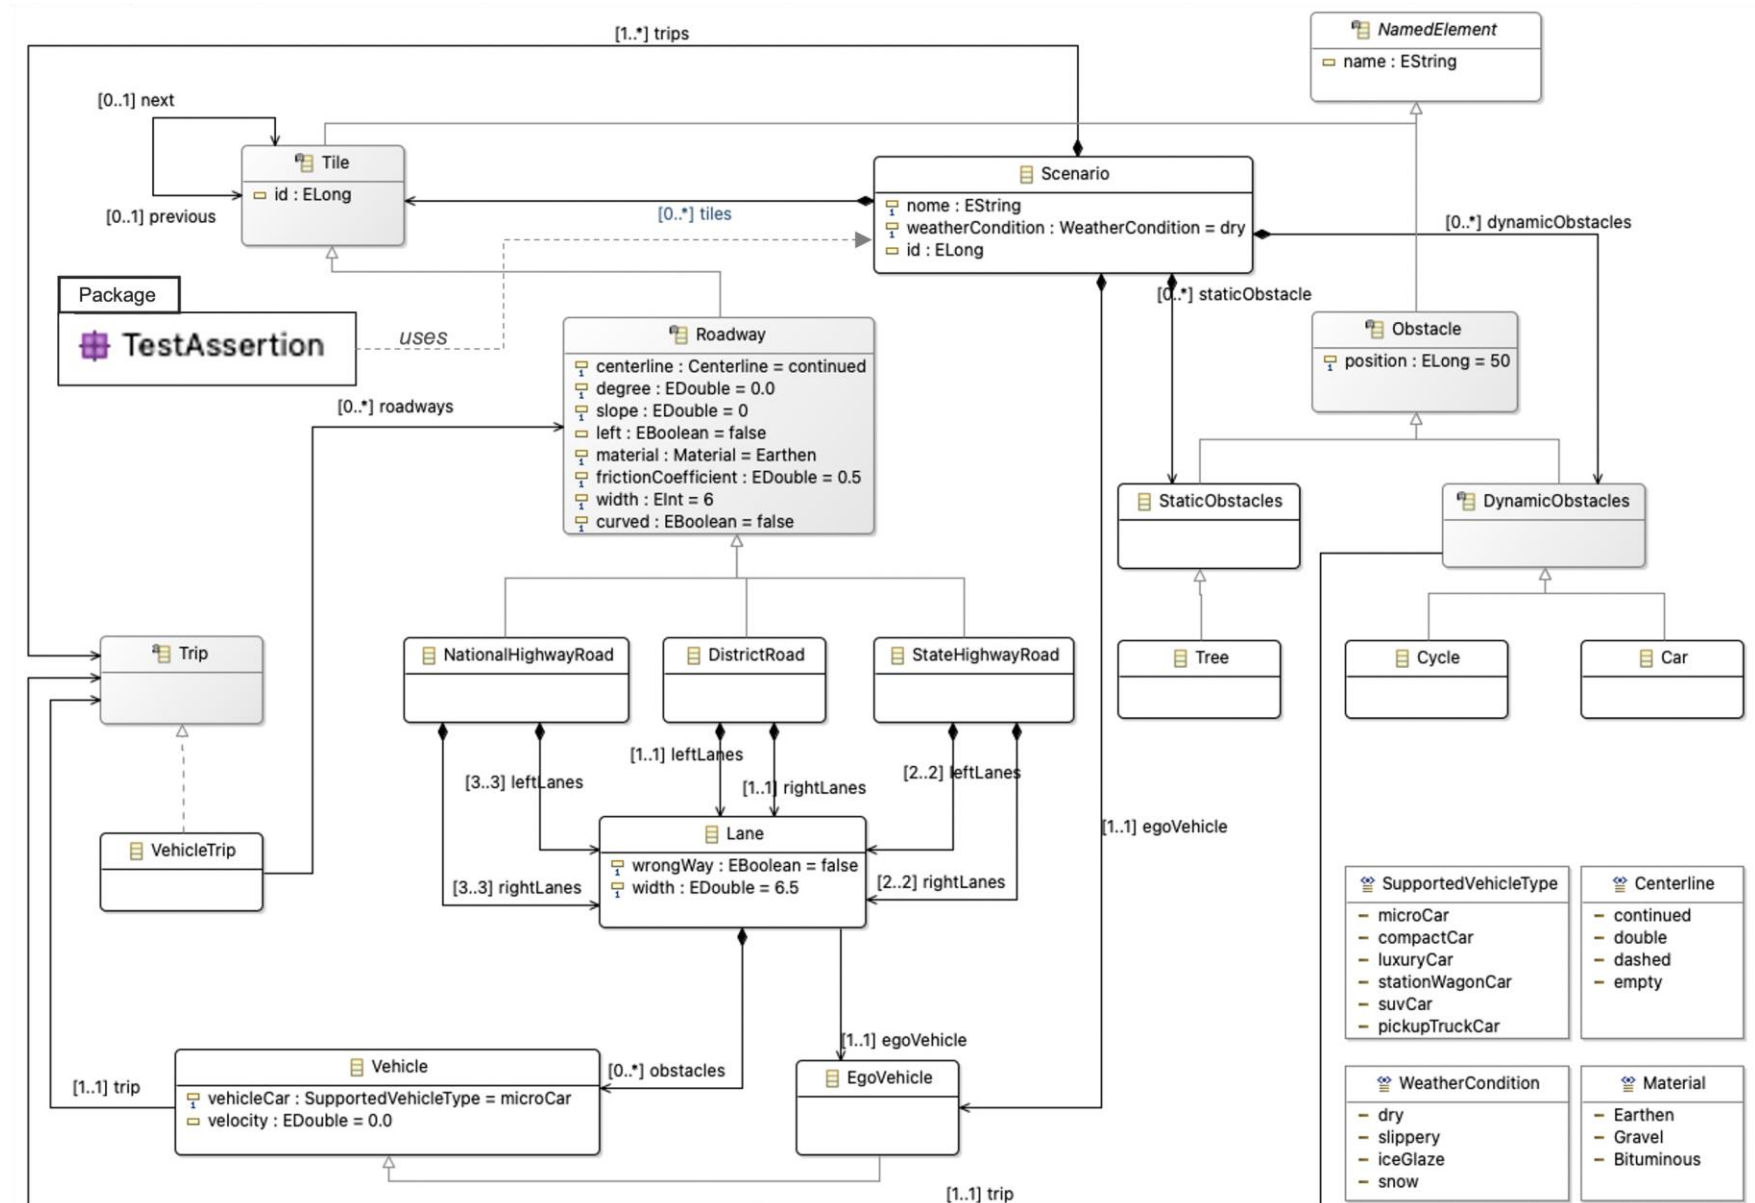 [1..*] trips
NamedElement
name : EString
[0..1] next
Tile
id : ELong
[0..1] previous
[0..*] tiles
Scenario
nome : EString
weatherCondition : WeatherCondition = dry
id : ELong
[0..*] dynamicObstacles
[0..*] staticObstacle
Package
TestAssertion
uses
Roadway
centerline : Centerline = continued
degree : EDouble = 0.0
slope : EDouble = 0
left : EBoolean = false
material : Material = Earthen
frictionCoefficient : EDouble = 0.5
width : EInt = 6
curved : EBoolean = false
Obstacle
position : ELong = 50
[0..*] roadways
StaticObstacles
DynamicObstacles
Trip
NationalHighwayRoad
DistrictRoad
StateHighwayRoad
Tree
Cycle
Car
[3..3] leftLanes
[1..1] leftLanes
[1..1] rightLanes
[2..2] leftLanes
VehicleTrip
Lane
wrongWay : EBoolean = false
width : EDouble = 6.5
[3..3] rightLanes
[2..2] rightLanes
[1..1] egoVehicle
SupportedVehicleType
microCar
compactCar
luxuryCar
stationWagonCar
suvCar
pickupTruckCar
Centerline
continued
double
dashed
empty
[1..1] egoVehicle
[0..*] obstacles
[1..1] trip
Vehicle
vehicleCar : SupportedVehicleType = microCar
velocity : EDouble = 0.0
EgoVehicle
WeatherCondition
dry
slippery
iceGlaze
snow
Material
Earthen
Gravel
Bituminous
[1..1] trip